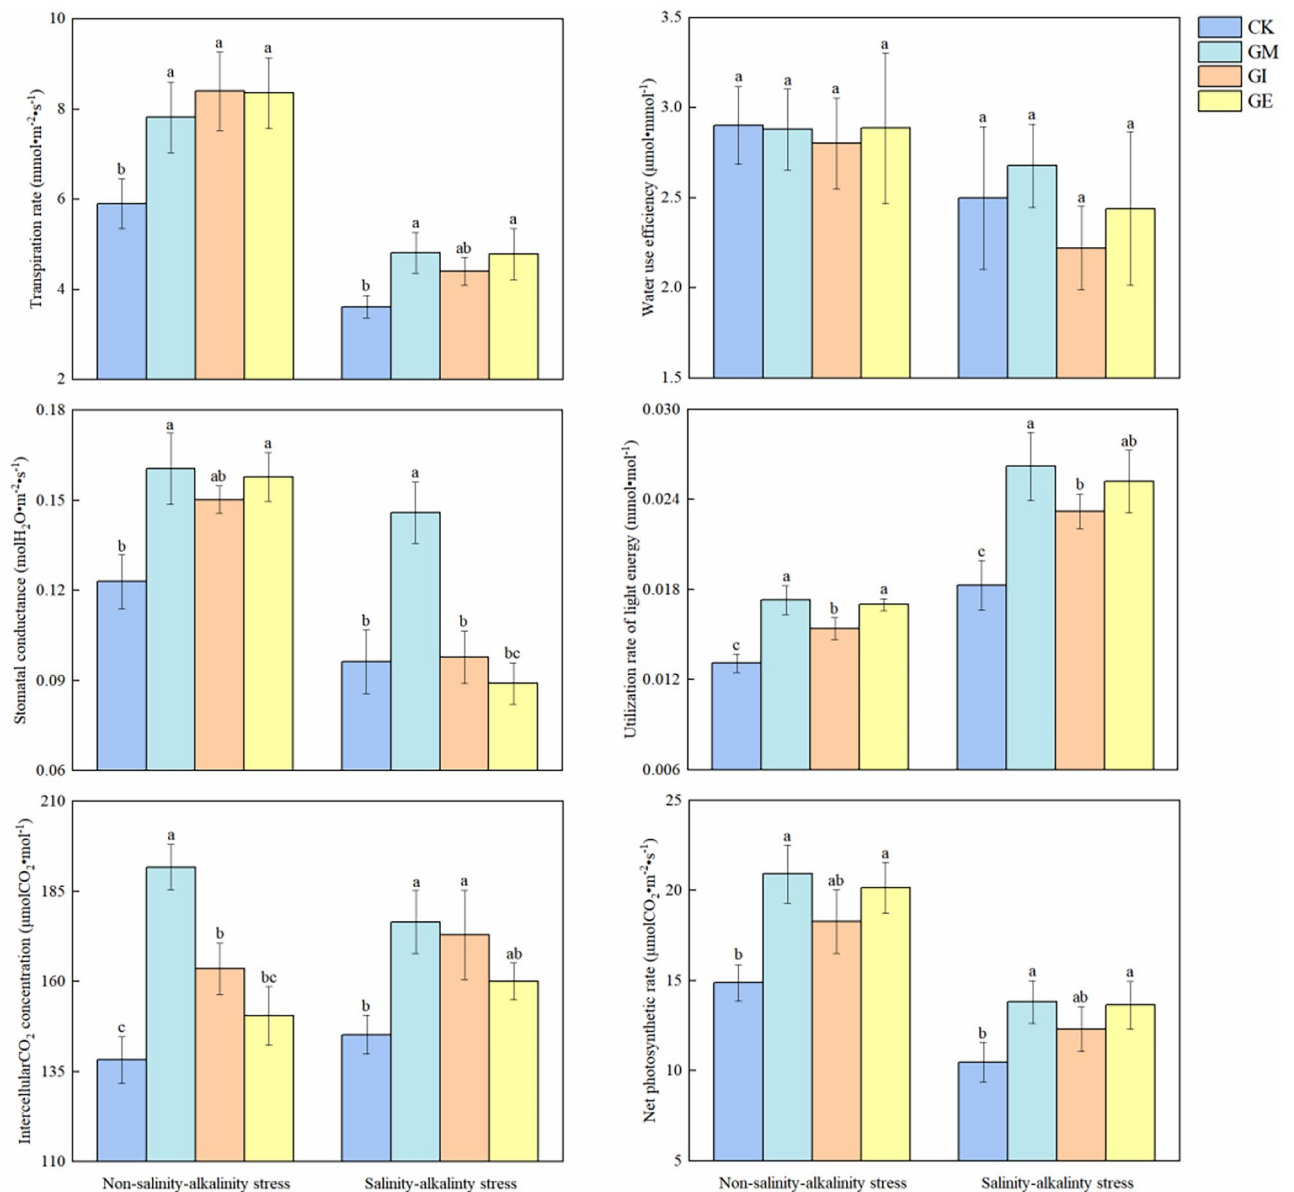 Transpiration rate (mmol•m⁻²•s⁻¹)
10
8
6
4
2
b
a
a
a
b
a
ab
a
Water use efficiency (μmol•mmol⁻¹)
3.5
3.0
2.5
2.0
1.5
a
a
a
a
a
a
a
a
CK
GM
GI
GE
Stomatal conductance (molH₂O•m⁻²•s⁻¹)
0.18
0.15
0.12
0.09
0.06
b
a
ab
a
b
a
b
bc
Utilization rate of light energy (mmol•mol⁻¹)
0.030
0.024
0.018
0.012
0.006
c
a
b
a
c
a
b
ab
IntercellularCO₂ concentration (μmolCO₂•mol⁻¹)
210
185
160
135
110
c
a
b
bc
b
a
a
ab
Non-salinity-alkalinity stress
Salinity-alkalinty stress
Net photosynthetic rate (μmolCO₂•m⁻²•s⁻¹)
25
20
15
10
5
b
a
ab
a
b
a
ab
a
Non-salinity-alkalinity stress
Salinity-alkalinty stress